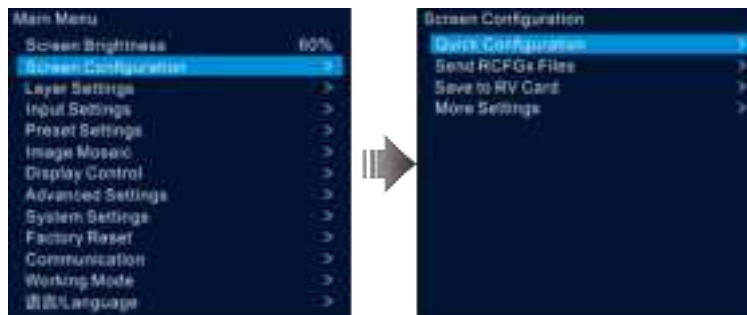 Main Menu
Screen Brightness 60%
Screen Configuration >
Layer Settings >
Input Settings >
Preset Settings >
Image Mosaic >
Display Control >
Advanced Settings >
System Settings >
Factory Reset >
Communication >
Working Mode >
语言/Language >
Screen Configuration
Quick Configuration >
Send RCFGx Files >
Save to RV Card >
More Settings >